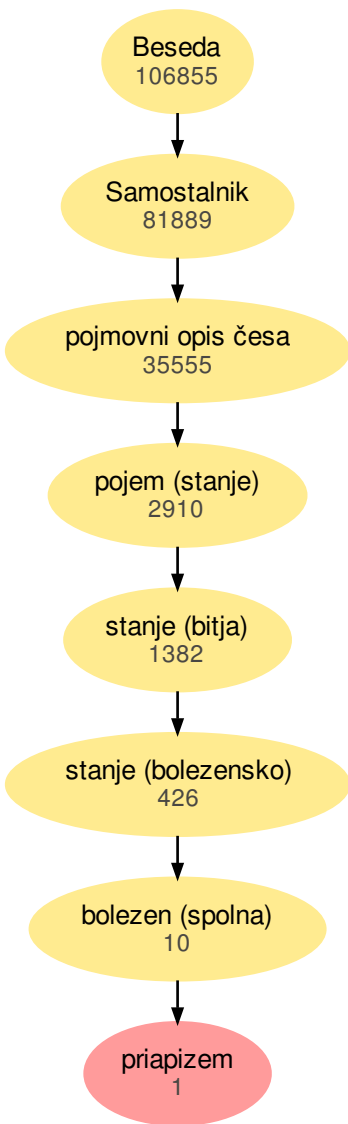 Beseda
106855
Samostalnik
81889
pojmovni opis česa
35555
pojem (stanje)
2910
stanje (bitja)
1382
stanje (bolezensko)
426
bolezen (spolna)
10
priapizem
1